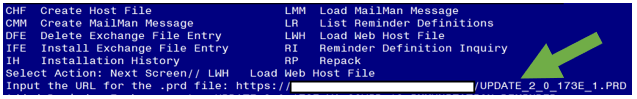 CHF  Create Host File                    LMM  Load MailMan Message
CMM  Create MailMan Message              LR   List Reminder Definitions
DFE  Delete Exchange File Entry          LWH  Load Web Host File
IFE  Install Exchange File Entry         RI   Reminder Definition Inquiry
IH   Installation History                RP   Repack
Select Action: Next Screen// LWH   Load Web Host File
Input the URL for the .prd file: https:// /UPDATE_2_0_173E_1.PRD